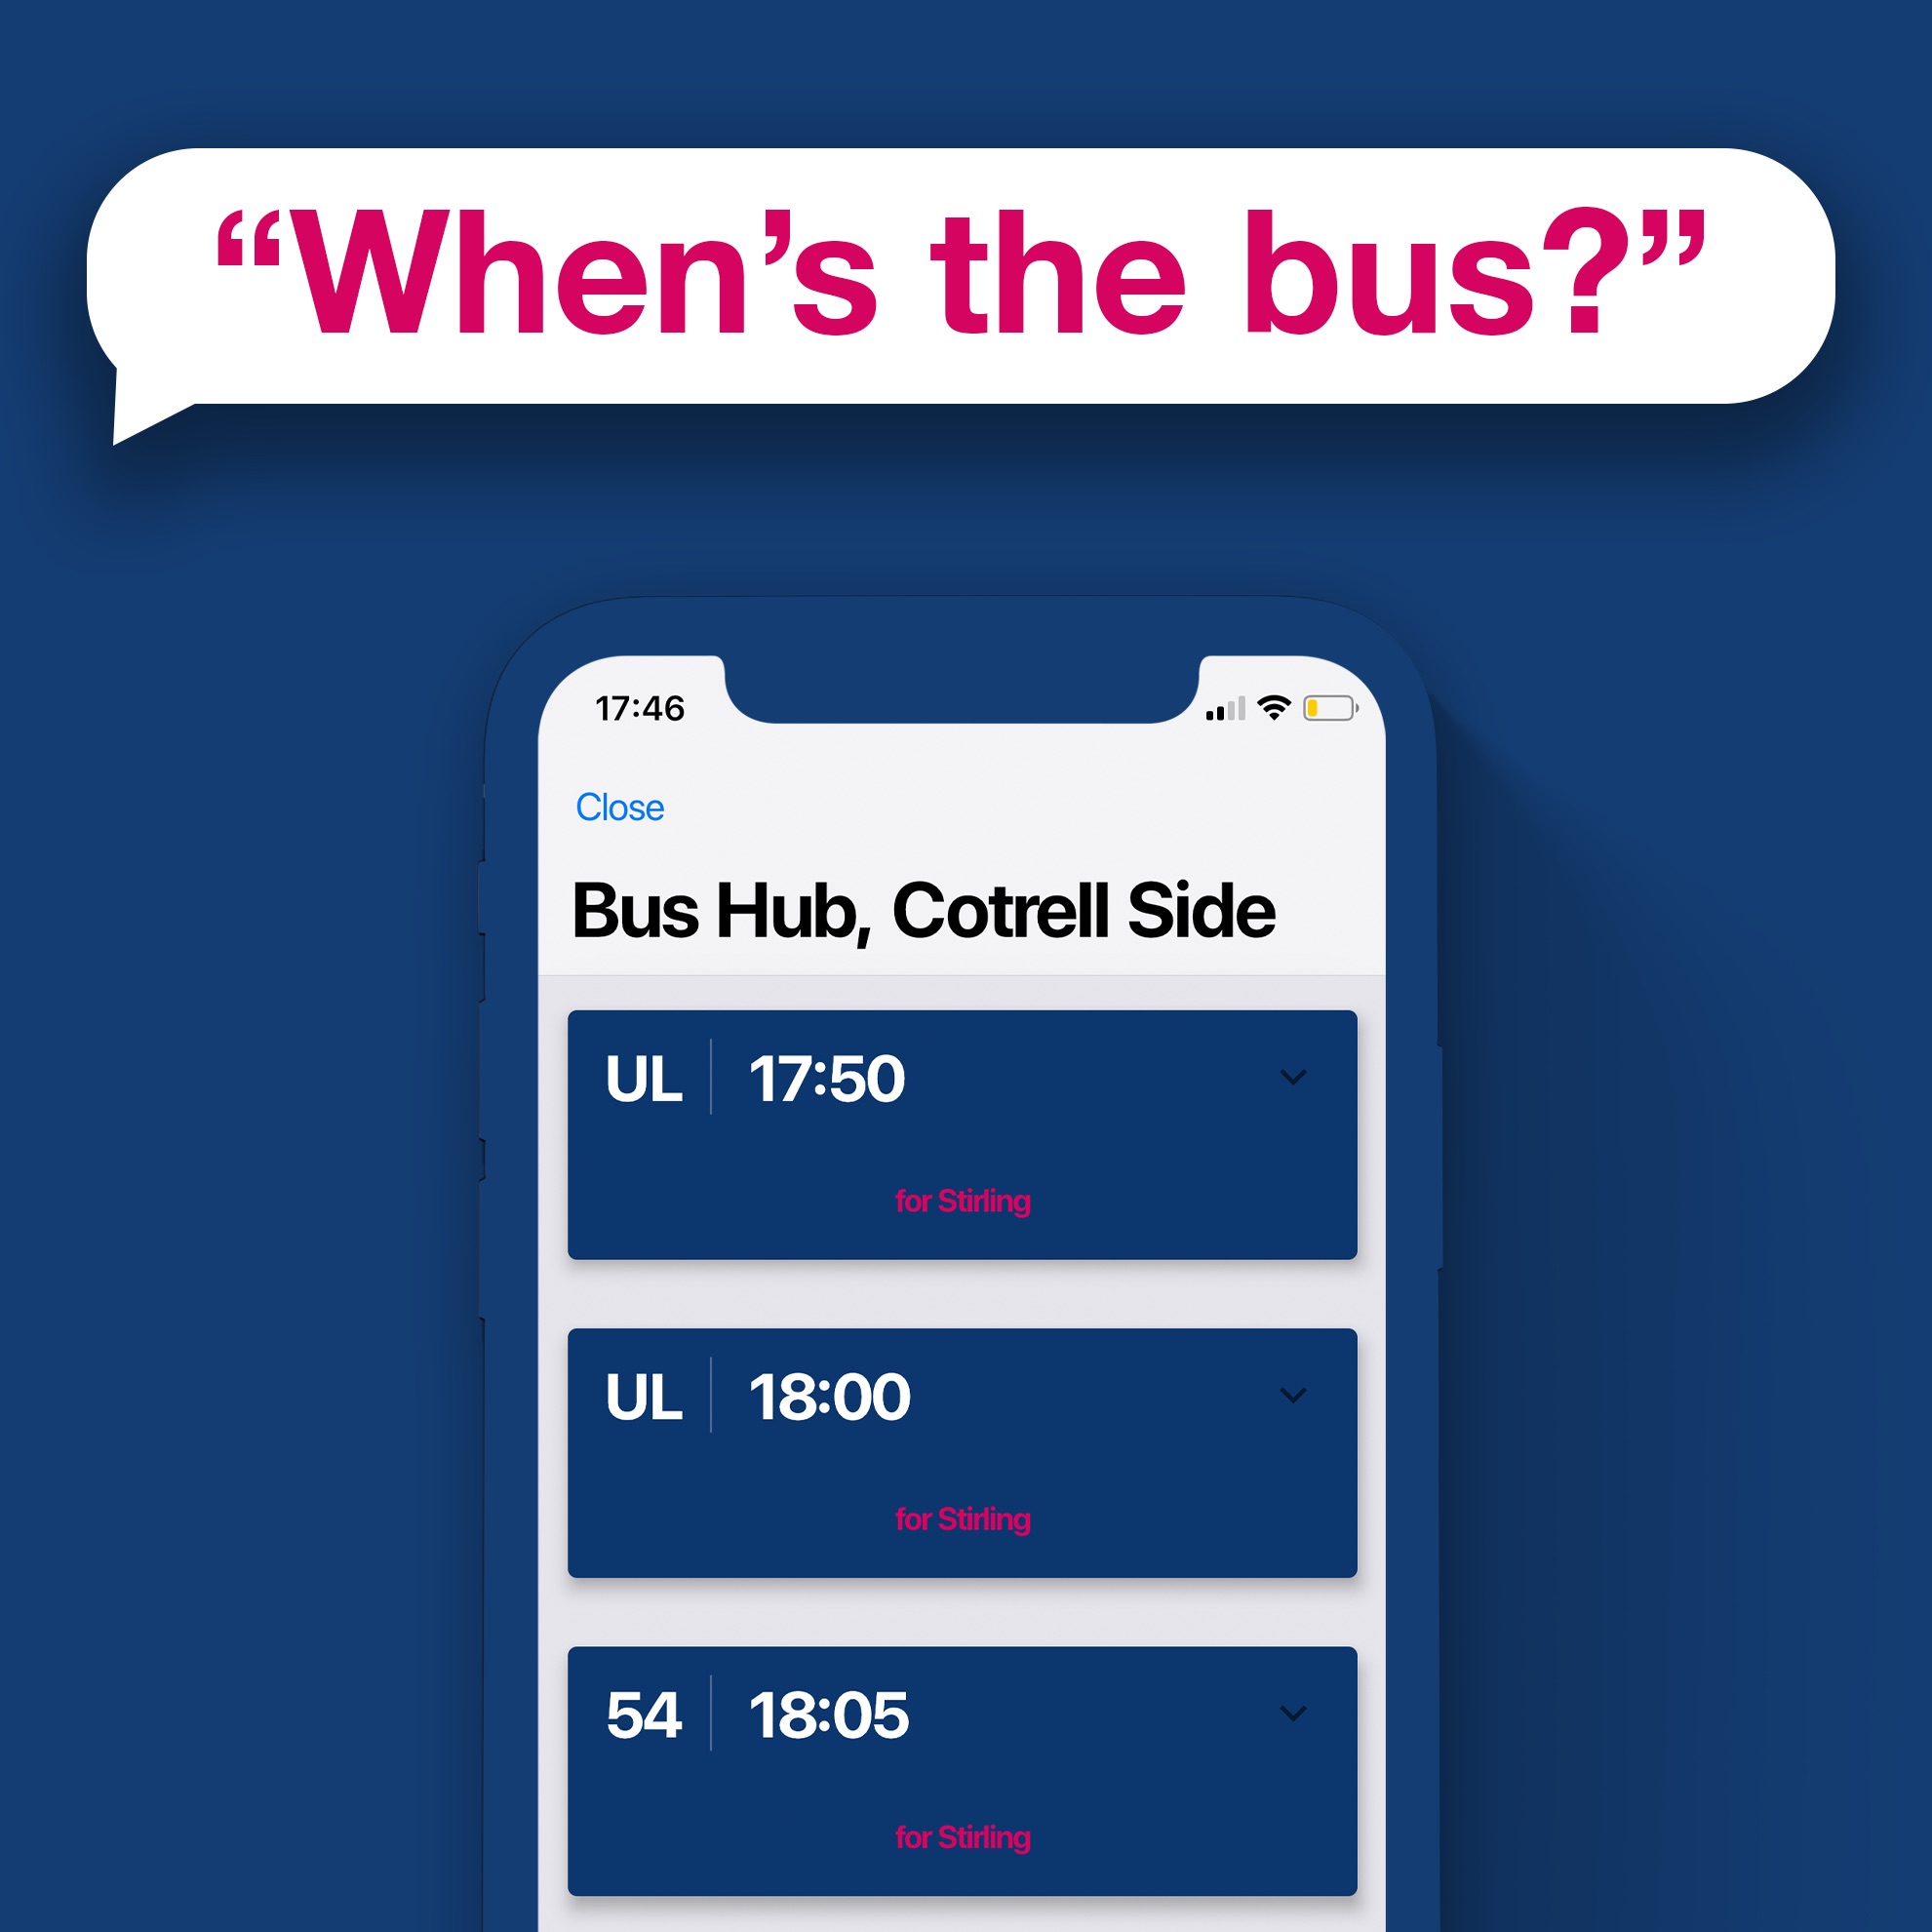 “When’s the bus?”
17:46
Close
Bus Hub, Cotrell Side
UL 17:50
for Stirling
UL 18:00
for Stirling
54 18:05
for Stirling